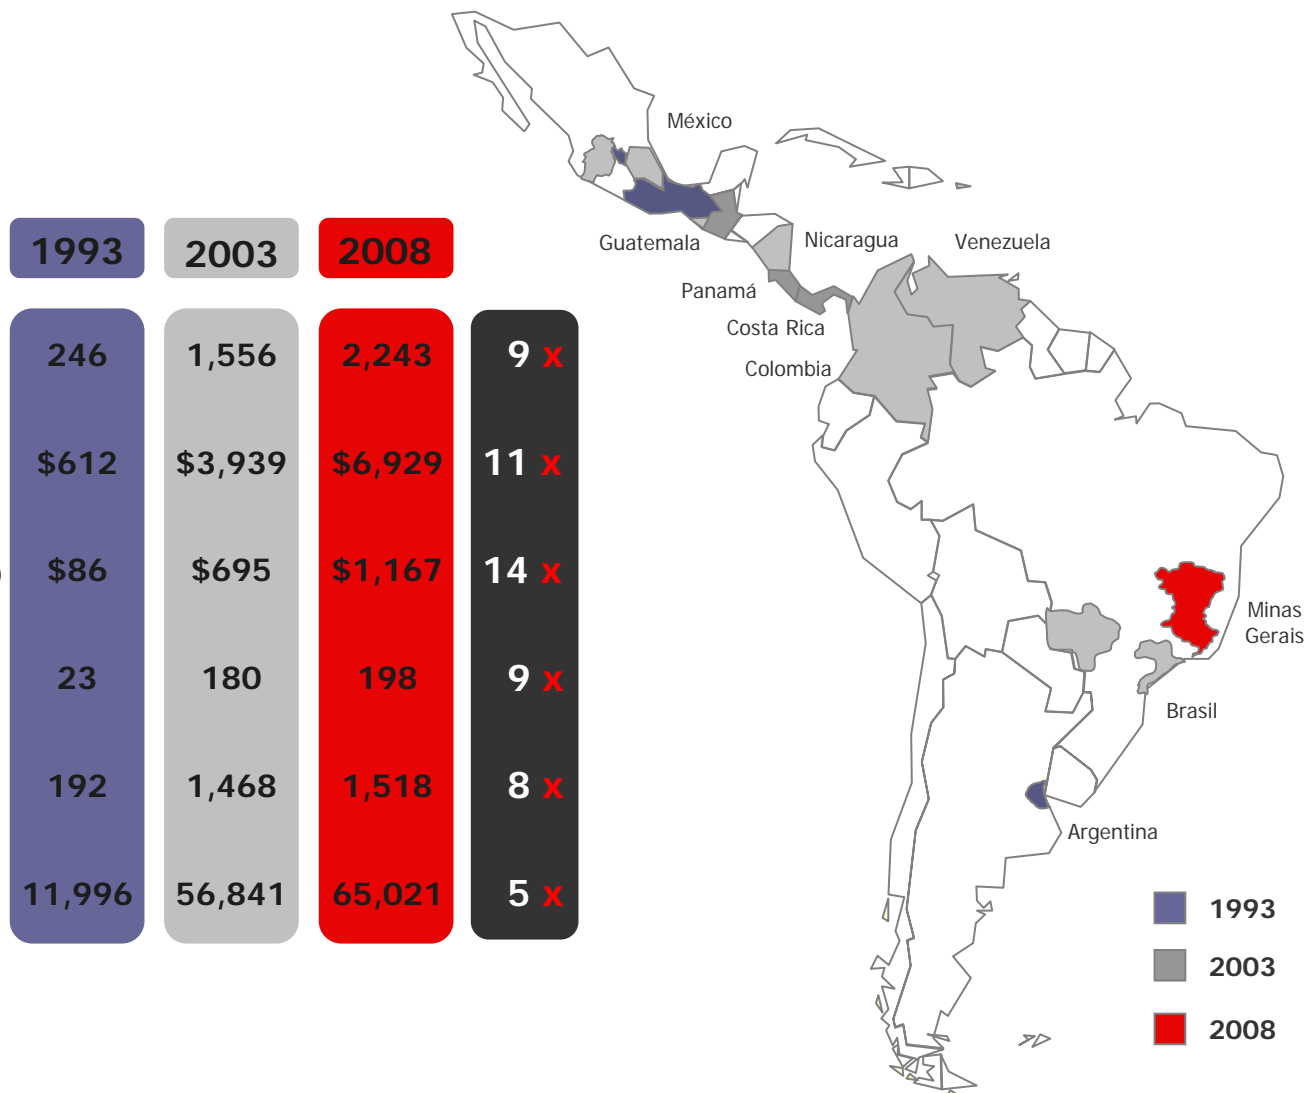 México
Guatemala
Nicaragua
Venezuela
Panamá
Costa Rica
Colombia
Minas
Gerais
Brasil
Argentina
1993 2003 2008
246 1,556 2,243 9 x
$612 $3,939 $6,929 11 x
$86 $695 $1,167 14 x
23 180 198 9 x
192 1,468 1,518 8 x
11,996 56,841 65,021 5 x
1993
2003
2008